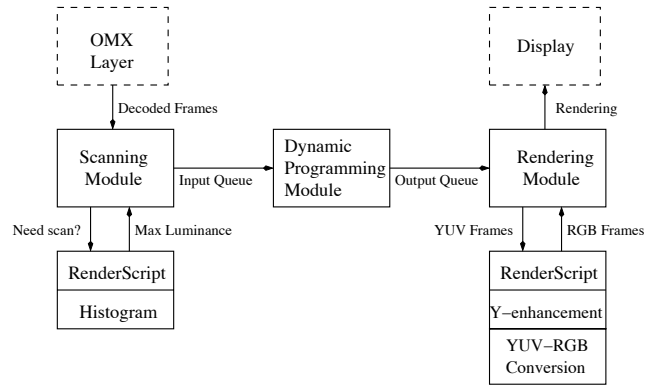 OMX
Layer
Display
Decoded Frames
Rendering
Scanning
Module
Input Queue
Dynamic
Programming
Module
Output Queue
Rendering
Module
Need scan?
Max Luminance
YUV Frames
RGB Frames
RenderScript
Histogram
RenderScript
Y−enhancement
YUV−RGB
Conversion